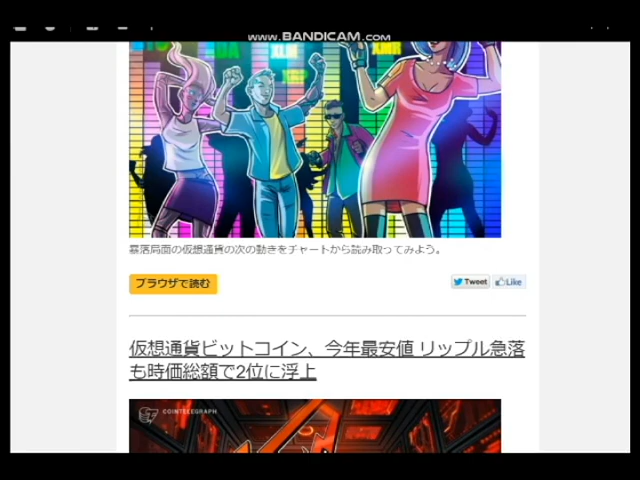 www.BANDICAM.com
XLM
XMR
XRP
暴落局面の仮想通貨の次の動きをチャートから読み取ってみよう。
ブラウザで読む
Tweet
Like
仮想通貨ビットコイン、今年最安値 リップル急落
も時価総額で2位に浮上
COINTELEGRAPH